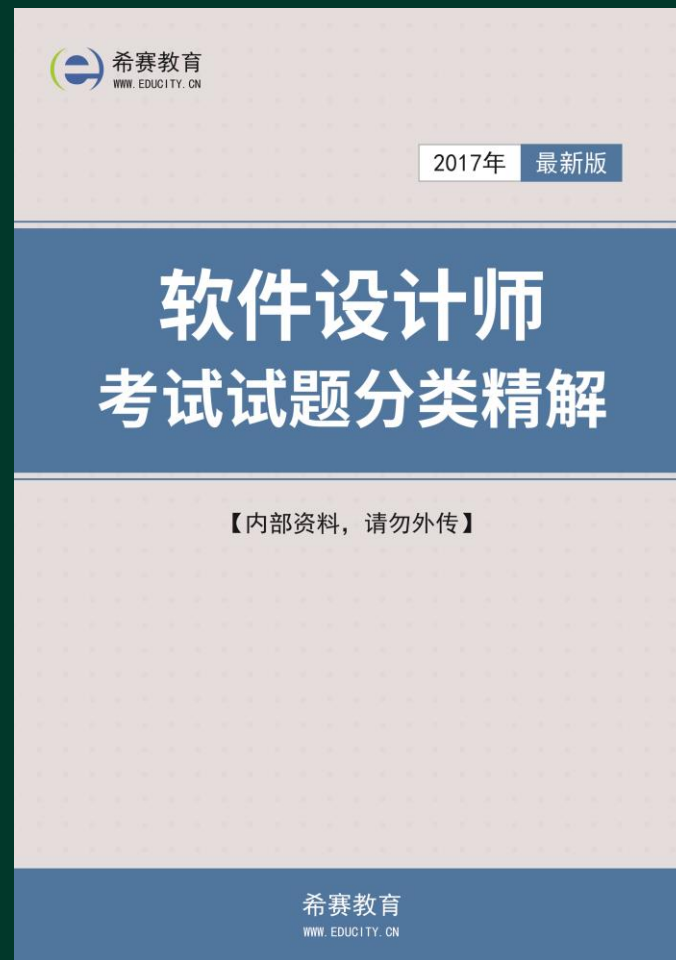 希赛教育
WWW. EDUCITY. CN
2017年 最新版
软件设计师
考试试题分类精解
【内部资料，请勿外传】
希赛教育
WWW. EDUCITY. CN